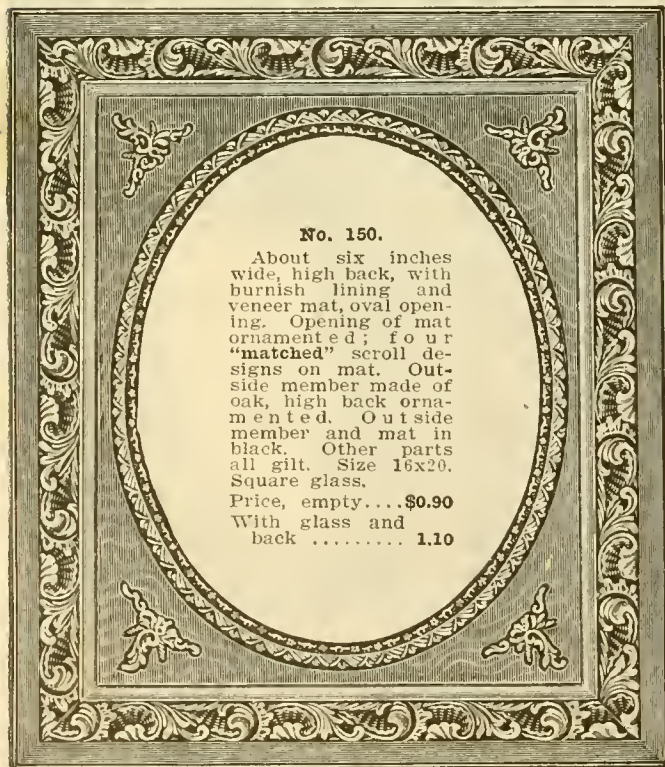 No. 150.
About six inches
wide, high back, with
burnish lining and
veneer mat, oval open-
ing. Opening of mat
ornamented; four
“matched” scroll de-
signs on mat. Out-
side member made of
oak, high back orna-
mented. Outside
member and mat in
black. Other parts
all gilt. Size 16x20.
Square glass.
Price, empty....$0.90
With glass and
back ......... 1.10